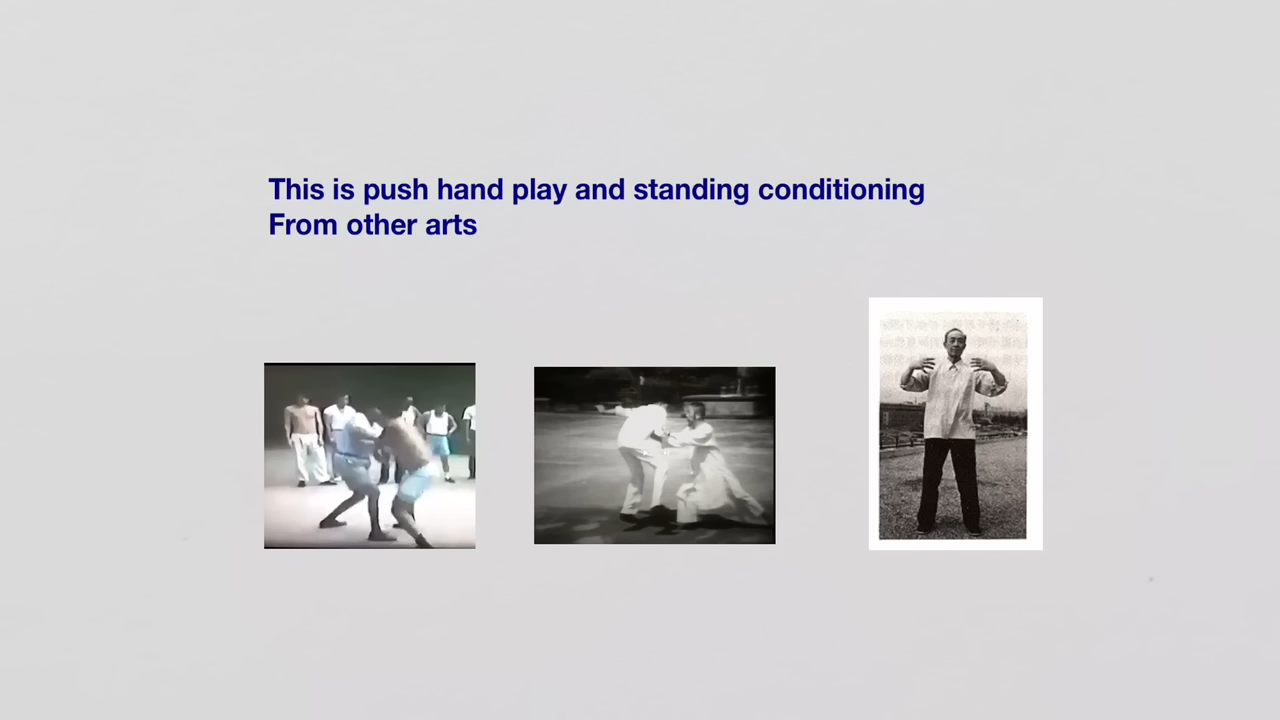 This is push hand play and standing conditioning
From other arts